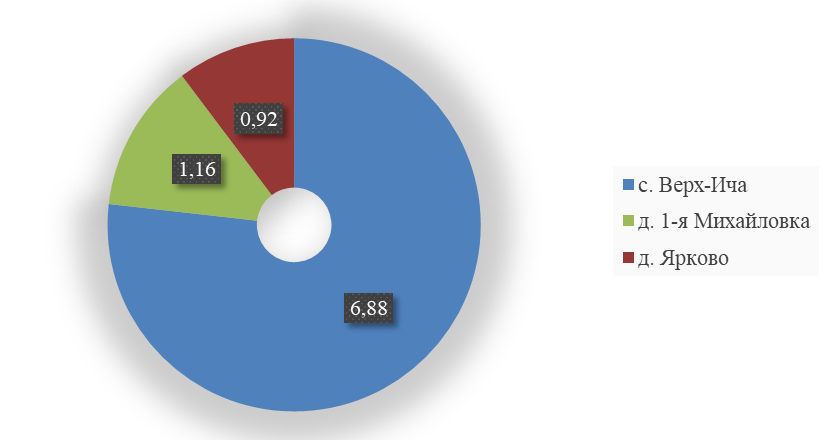 0,92
1,16
6,88
с. Верх-Ича
д. 1-я Михайловка
д. Ярково